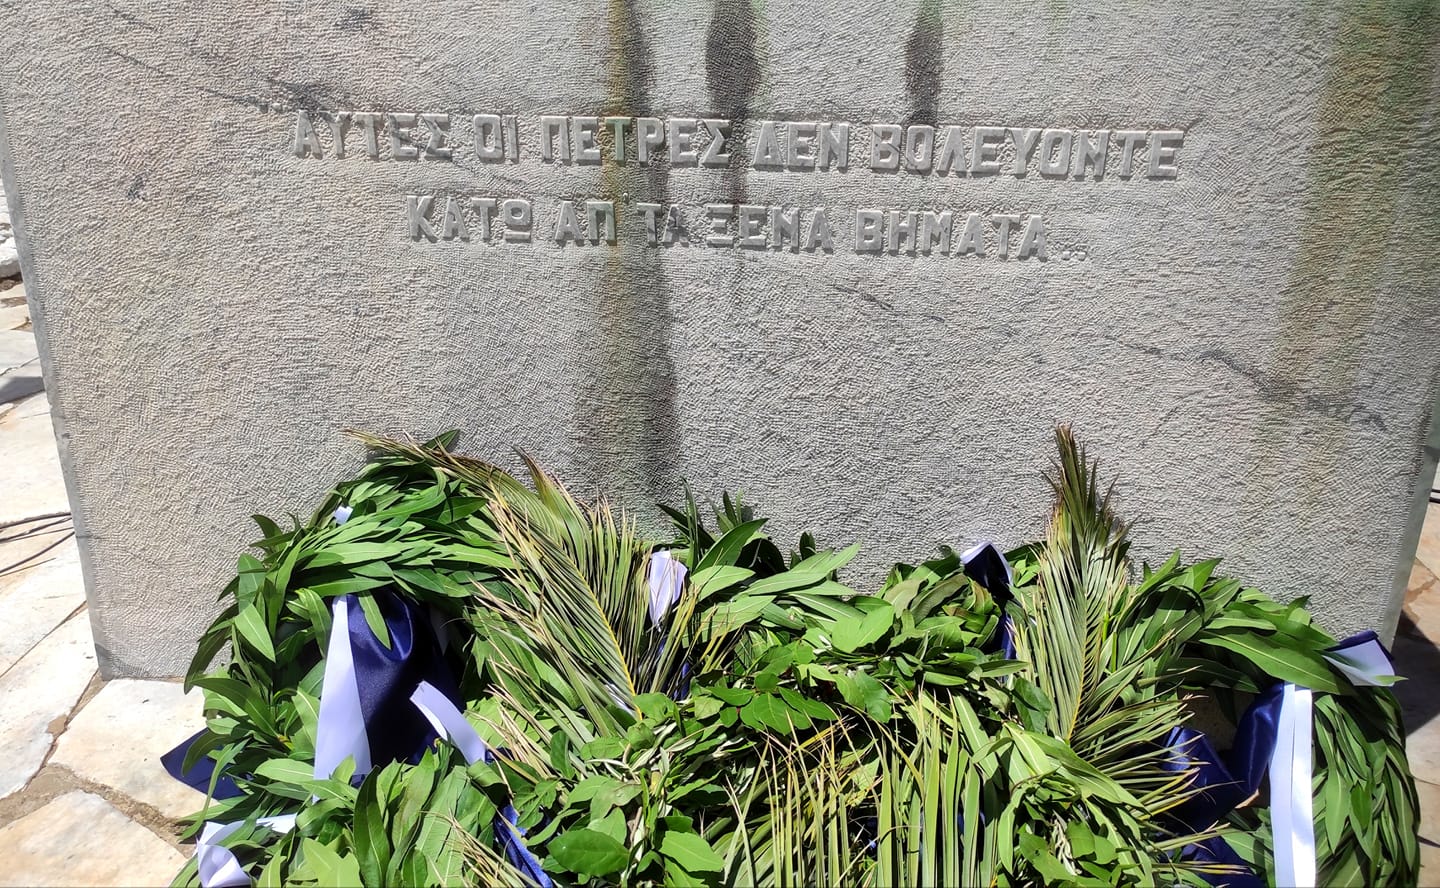 ΑΥΤΕΣ ΟΙ ΠΕΤΡΕΣ ΔΕΝ ΒΟΛΕΥΟΝΤΕ
ΚΑΤΩ ΑΠ ΤΑ ΞΕΝΑ ΒΗΜΑΤΑ...